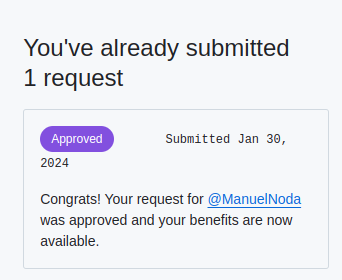 You've already submitted
1 request
Approved Submitted Jan 30,
2024
Congrats! Your request for @ManuelNoda
was approved and your benefits are now
available.